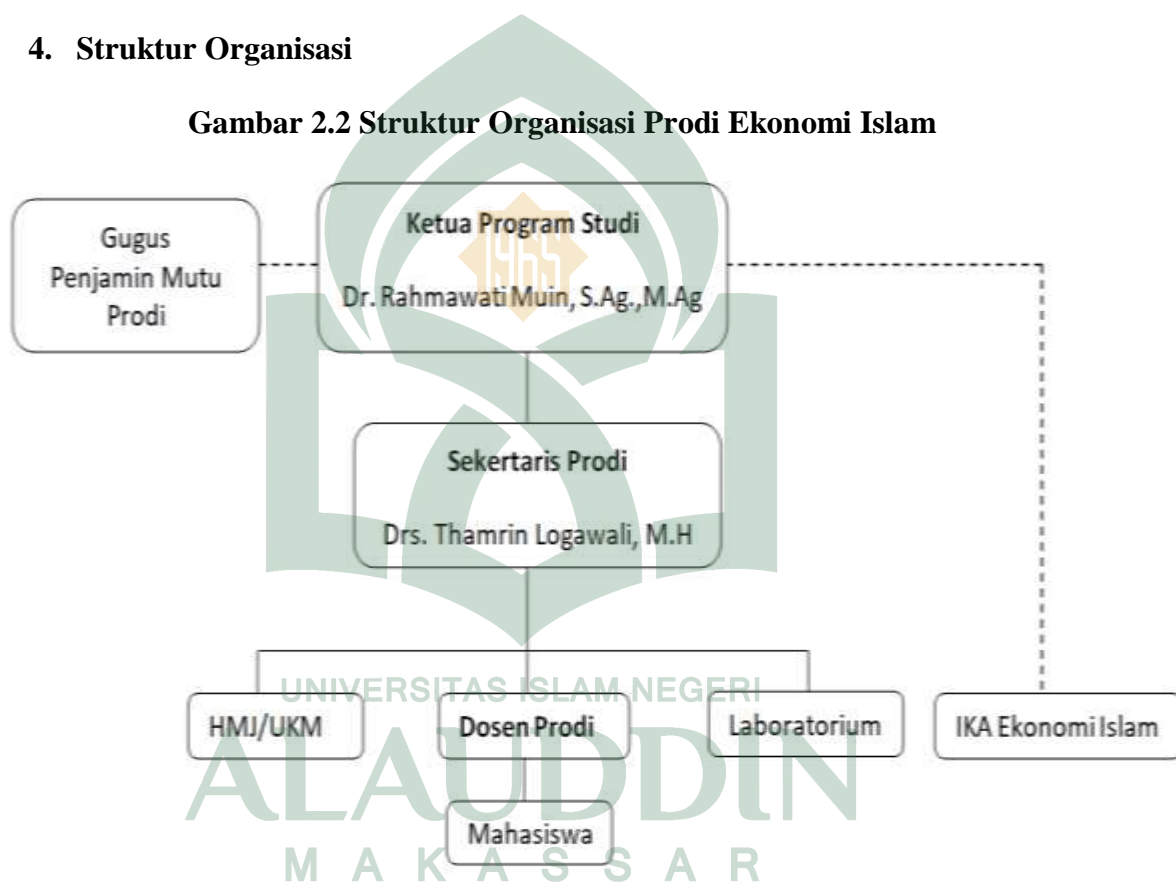 4. Struktur Organisasi
Gambar 2.2 Struktur Organisasi Prodi Ekonomi Islam
Gugus
Penjamin Mutu
Prodi
Ketua Program Studi
1965
Dr. Rahmawati Muin, S.Ag.,M.Ag
Sekertaris Prodi
Drs. Thamrin Logawali, M.H
UNIVERSITAS ISLAM NEGERI
HMJ/UKM
Dosen Prodi
Laboratorium
IKA Ekonomi Islam
ALAUDDIN
Mahasiswa
MAKASSAR